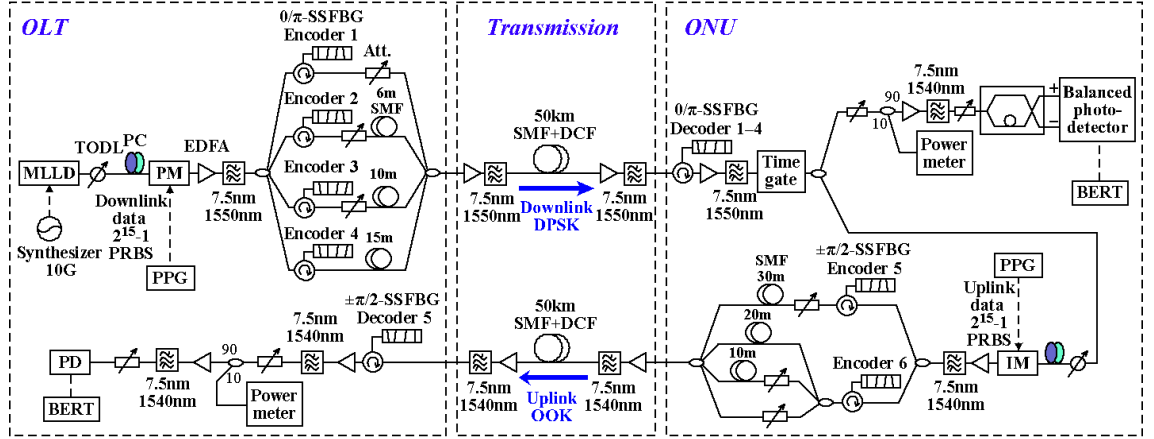 OLT
0/π-SSFBG
Encoder 1
Att.
Encoder 2
6m
SMF
Encoder 3
10m
Encoder 4
15m
TODL
PC
EDFA
MLLD
PM
7.5nm
1550nm
Downlink
data
2¹⁵-1
PRBS
Synthesizer
10G
PPG
Transmission
50km
SMF+DCF
7.5nm
1550nm
7.5nm
1550nm
Downlink
DPSK
ONU
0/π-SSFBG
Decoder 1–4
7.5nm
1550nm
Time
gate
90
10
Power
meter
7.5nm
1540nm
+
−
Balanced
photo-
detector
BERT
±π/2-SSFBG
Decoder 5
7.5nm
1540nm
90
10
PD
BERT
7.5nm
1540nm
Power
meter
50km
SMF+DCF
7.5nm
1540nm
7.5nm
1540nm
Uplink
OOK
SMF
30m
20m
10m
±π/2-SSFBG
Encoder 5
Encoder 6
7.5nm
1540nm
Uplink
data
2¹⁵-1
PRBS
PPG
IM